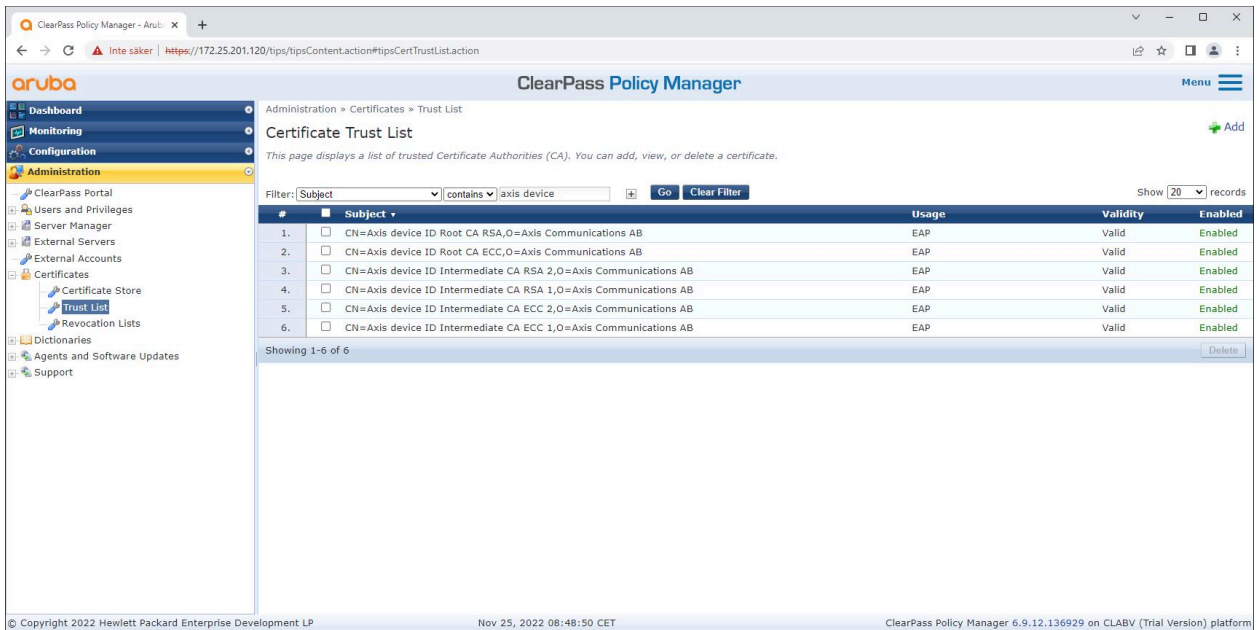 ClearPass Policy Manager - Arub
Inte säker | https://172.25.201.120/tips/tipsContent.action#tipsCertTrustList.action
aruba
ClearPass Policy Manager
Menu
Dashboard
Monitoring
Configuration
Administration
ClearPass Portal
Users and Privileges
Server Manager
External Servers
External Accounts
Certificates
Certificate Store
Trust List
Revocation Lists
Dictionaries
Agents and Software Updates
Support
Administration » Certificates » Trust List
Certificate Trust List
Add
This page displays a list of trusted Certificate Authorities (CA). You can add, view, or delete a certificate.
Filter: Subject contains axis device Go Clear Filter Show 20 records
# Subject Usage Validity Enabled
1. CN=Axis device ID Root CA RSA,O=Axis Communications AB EAP Valid Enabled
2. CN=Axis device ID Root CA ECC,O=Axis Communications AB EAP Valid Enabled
3. CN=Axis device ID Intermediate CA RSA 2,O=Axis Communications AB EAP Valid Enabled
4. CN=Axis device ID Intermediate CA RSA 1,O=Axis Communications AB EAP Valid Enabled
5. CN=Axis device ID Intermediate CA ECC 2,O=Axis Communications AB EAP Valid Enabled
6. CN=Axis device ID Intermediate CA ECC 1,O=Axis Communications AB EAP Valid Enabled
Showing 1-6 of 6 Delete
© Copyright 2022 Hewlett Packard Enterprise Development LP Nov 25, 2022 08:48:50 CET ClearPass Policy Manager 6.9.12.136929 on CLABV (Trial Version) platform